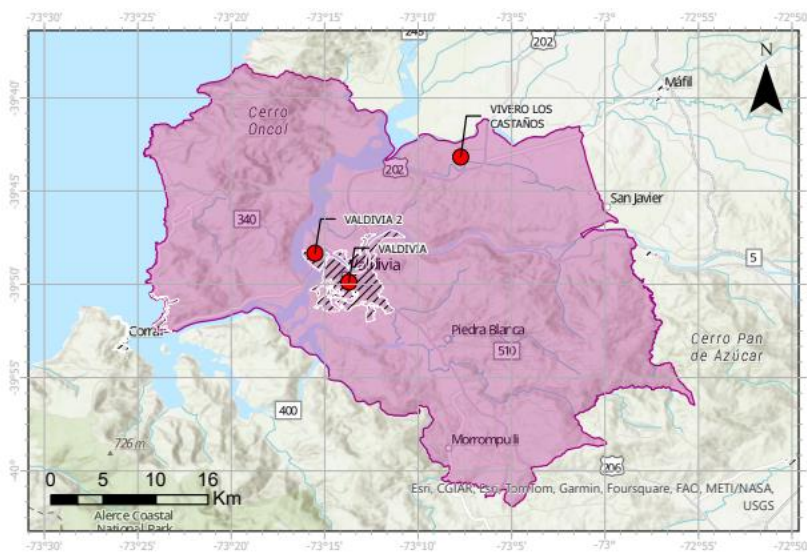 -73°30' -73°25' -73°20' -73°15' -73°10' -73°5' -73° -72°55' -72°50'
N
202
Máfil
-39°40'
Cerro
Oncol
VIVERO LOS
CASTAÑOS
202
-39°45'
San Javier
340
VALDIVIA 2
VALDIVIA
5
-39°50'
Corral
Piedra Blanca
510
Cerro Pan
de Azúcar
-39°55'
400
726 m
Morrompulli
206
-40°
0 5 10 16
Km
Esri, CGIAR, Esri, TomTom, Garmin, Foursquare, FAO, METI/NASA,
USGS
Alerce Coastal
National Park
-73°30' -73°25' -73°20' -73°15' -73°10' -73°5' -73° -72°55' -72°50'